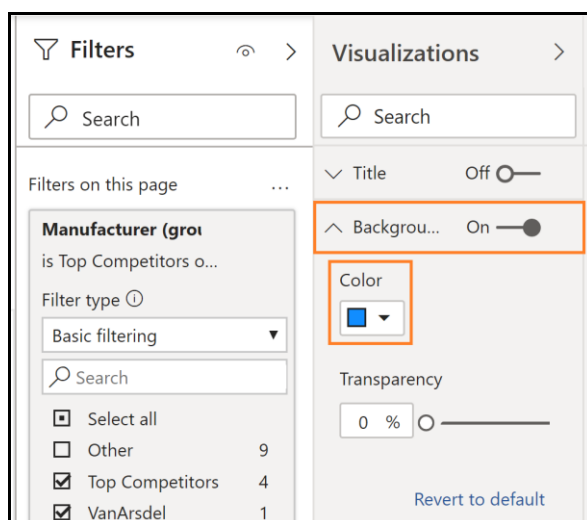 Filters
Search
Filters on this page ...
Manufacturer (grou
is Top Competitors o...
Filter type
Basic filtering
Search
Select all
Other 9
Top Competitors 4
VanArsdel 1
Visualizations
Search
Title Off
Backgrou... On
Color
Transparency
0 %
Revert to default